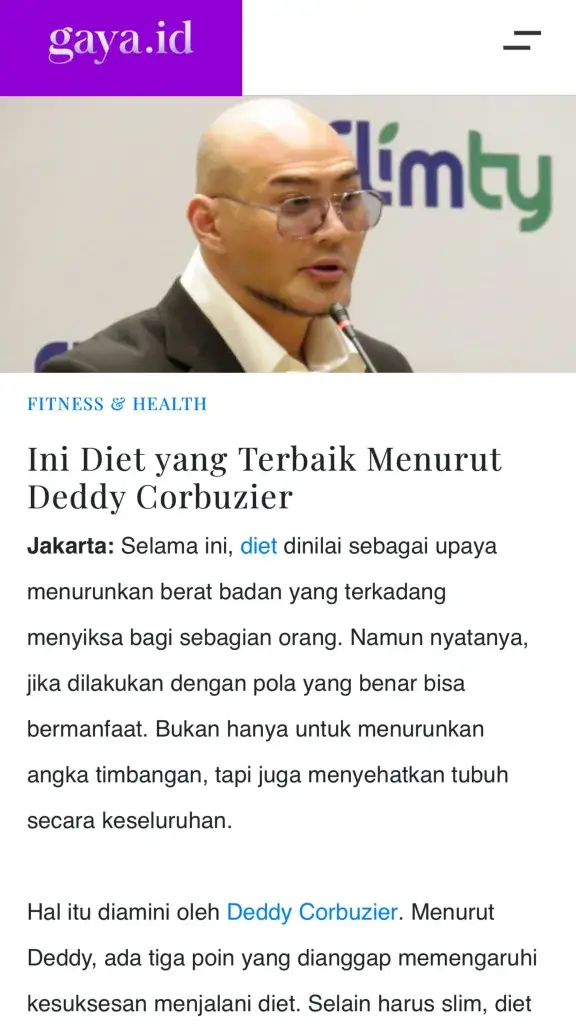 gaya.id
Slimty
FITNESS & HEALTH
Ini Diet yang Terbaik Menurut
Deddy Corbuzier
Jakarta: Selama ini, diet dinilai sebagai upaya
menurunkan berat badan yang terkadang
menyiksa bagi sebagian orang. Namun nyatanya,
jika dilakukan dengan pola yang benar bisa
bermanfaat. Bukan hanya untuk menurunkan
angka timbangan, tapi juga menyehatkan tubuh
secara keseluruhan.
Hal itu diamini oleh Deddy Corbuzier. Menurut
Deddy, ada tiga poin yang dianggap memengaruhi
kesuksesan menjalani diet. Selain harus slim, diet